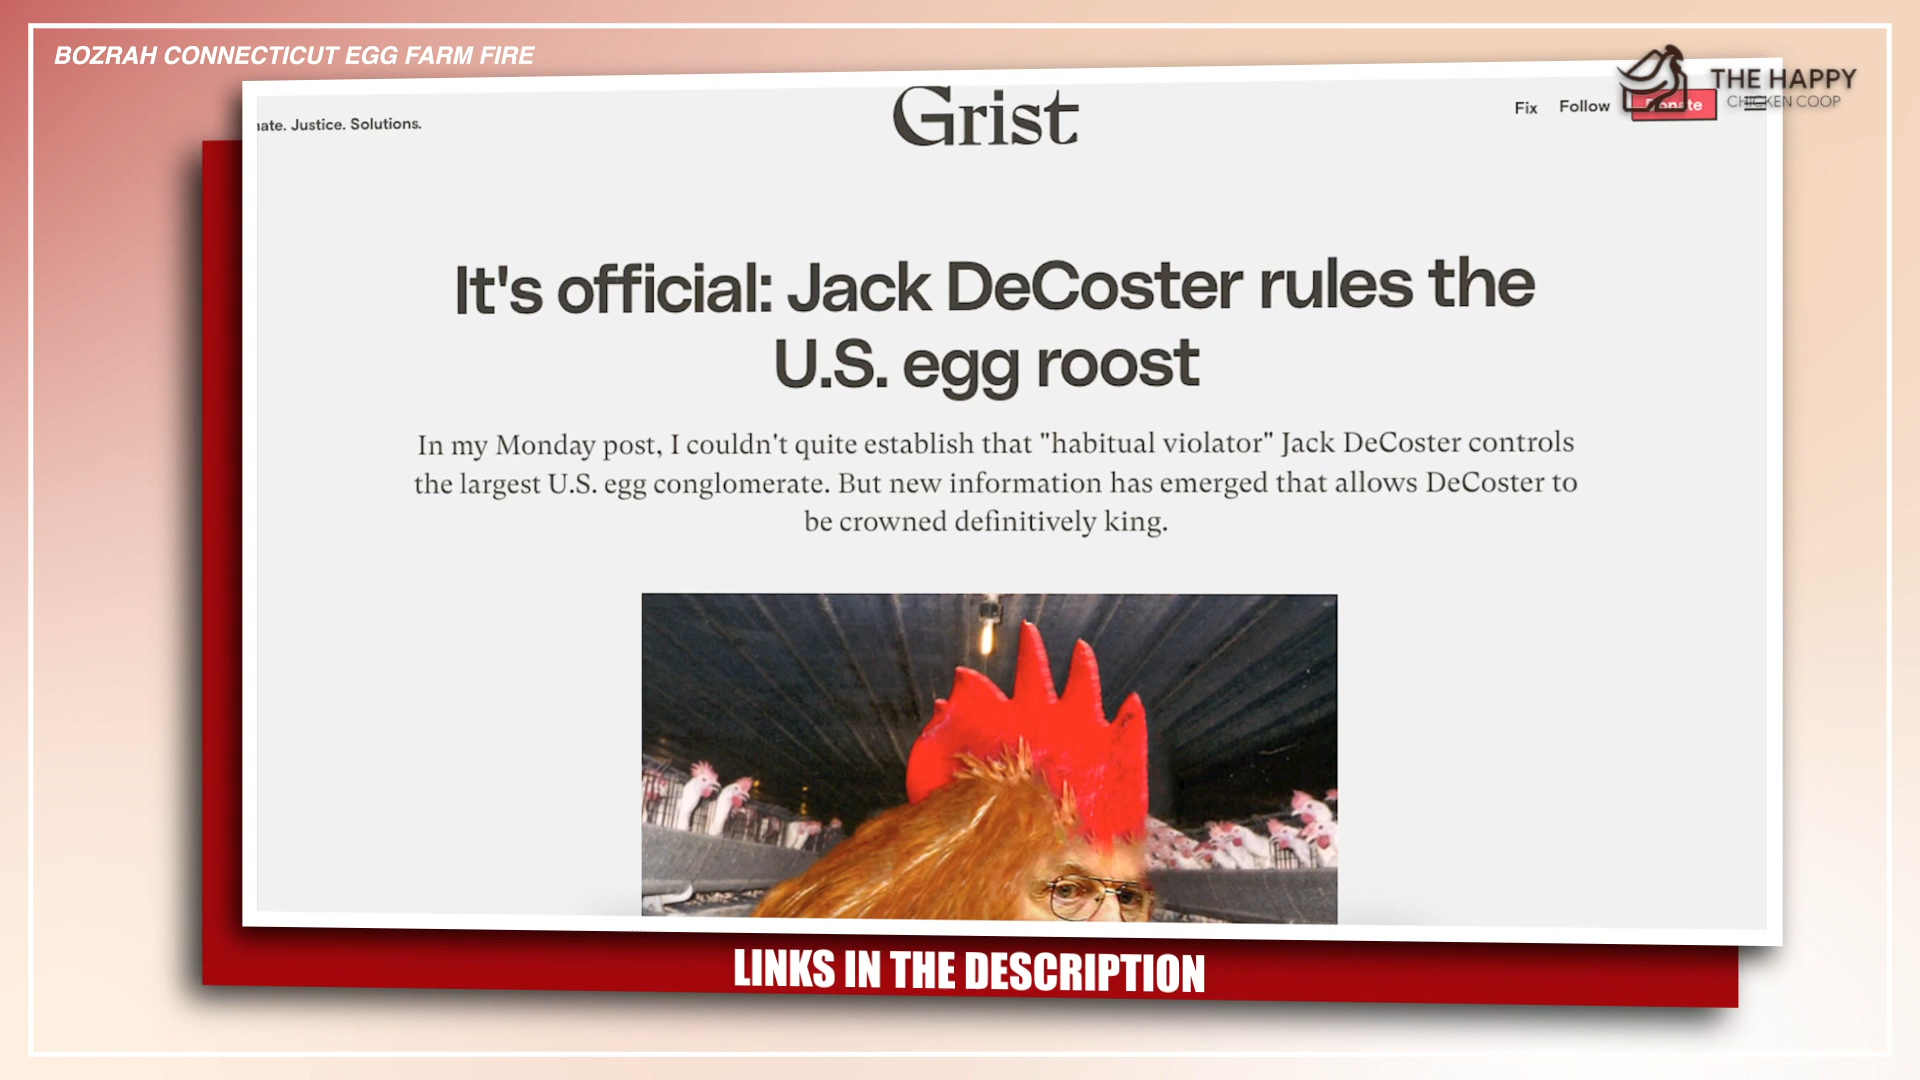 BOZRAH CONNECTICUT EGG FARM FIRE
THE HAPPY
CHICKEN COOP
Justice. Solutions.
Grist
Fix Follow Donate
It's official: Jack DeCoster rules the
U.S. egg roost
In my Monday post, I couldn't quite establish that "habitual violator" Jack DeCoster controls
the largest U.S. egg conglomerate. But new information has emerged that allows DeCoster to
be crowned definitively king.
LINKS IN THE DESCRIPTION